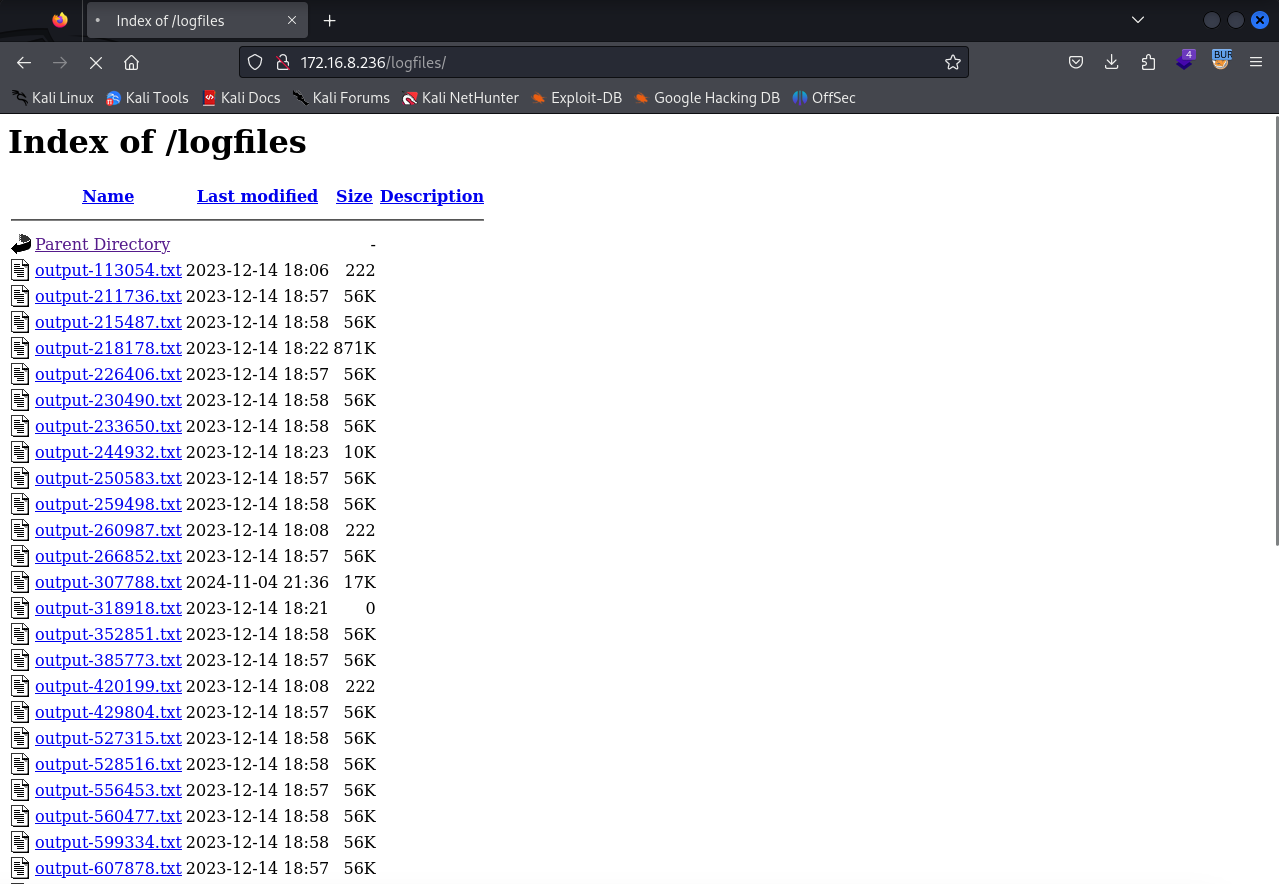 Index of /logfiles
172.16.8.236/logfiles/
4
BUR
Kali Linux Kali Tools Kali Docs Kali Forums Kali NetHunter Exploit-DB Google Hacking DB OffSec
Index of /logfiles
Name Last modified Size Description
Parent Directory -
output-113054.txt 2023-12-14 18:06 222
output-211736.txt 2023-12-14 18:57 56K
output-215487.txt 2023-12-14 18:58 56K
output-218178.txt 2023-12-14 18:22 871K
output-226406.txt 2023-12-14 18:57 56K
output-230490.txt 2023-12-14 18:58 56K
output-233650.txt 2023-12-14 18:58 56K
output-244932.txt 2023-12-14 18:23 10K
output-250583.txt 2023-12-14 18:57 56K
output-259498.txt 2023-12-14 18:58 56K
output-260987.txt 2023-12-14 18:08 222
output-266852.txt 2023-12-14 18:57 56K
output-307788.txt 2024-11-04 21:36 17K
output-318918.txt 2023-12-14 18:21 0
output-352851.txt 2023-12-14 18:58 56K
output-385773.txt 2023-12-14 18:57 56K
output-420199.txt 2023-12-14 18:08 222
output-429804.txt 2023-12-14 18:57 56K
output-527315.txt 2023-12-14 18:58 56K
output-528516.txt 2023-12-14 18:58 56K
output-556453.txt 2023-12-14 18:57 56K
output-560477.txt 2023-12-14 18:58 56K
output-599334.txt 2023-12-14 18:58 56K
output-607878.txt 2023-12-14 18:57 56K